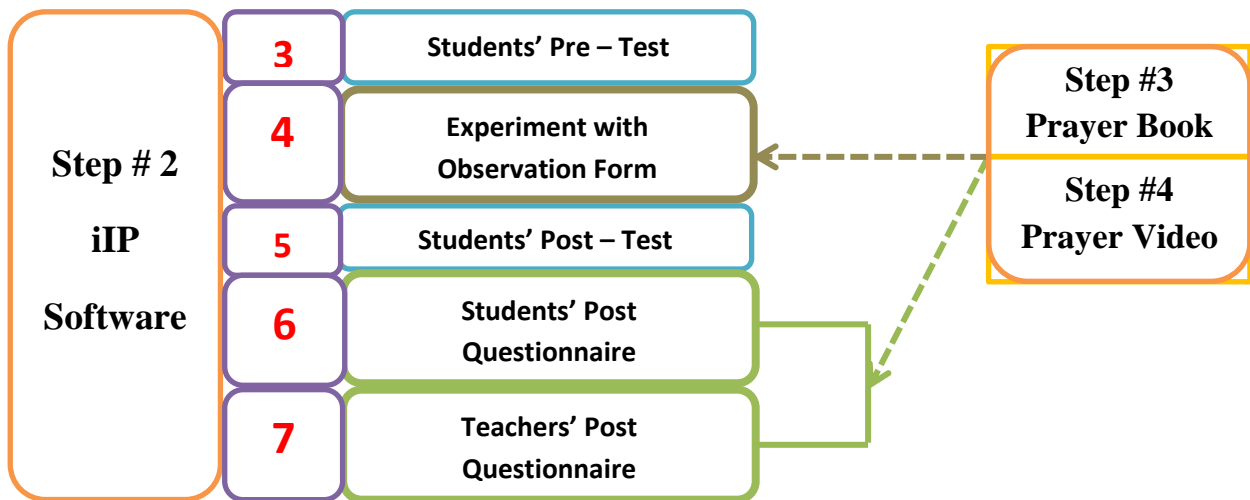 Step # 2
iIP
Software
3
Students’ Pre – Test
4
Experiment with
Observation Form
5
Students’ Post – Test
6
Students’ Post
Questionnaire
7
Teachers’ Post
Questionnaire
Step #3
Prayer Book
Step #4
Prayer Video